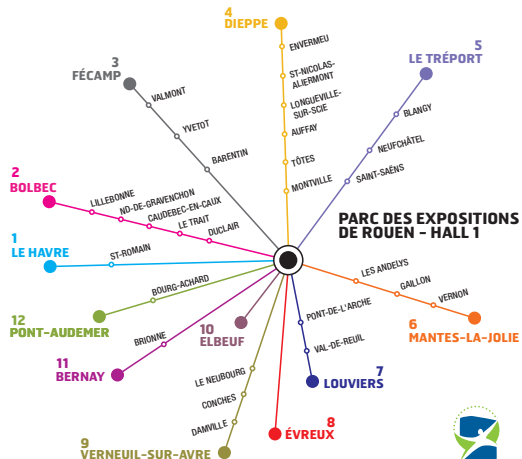 4
DIEPPE
ENVERMEU
ST-NICOLAS-
ALIERMONT
LONGUEVILLE-
SUR-SCIE
AUFFAY
TÔTES
MONTVILLE
5
LE TRÉPORT
BLANGY
NEUFCHÂTEL
SAINT-SAËNS
3
FÉCAMP
VALMONT
YVETOT
BARENTIN
2
BOLBEC
LILLEBONNE
ND-DE-GRAVENCHON
CAUDEBEC-EN-CAUX
LE TRAIT
DUCLAIR
PARC DES EXPOSITIONS
DE ROUEN - HALL 1
1
LE HAVRE
ST-ROMAIN
LES ANDELYS
GAILLON
VERNON
6
MANTES-LA-JOLIE
BOURG-ACHARD
12
PONT-AUDEMER
10
ELBEUF
PONT-DE-L'ARCHE
VAL-DE-REUIL
7
LOUVIERS
BRIONNE
11
BERNAY
LE NEUBOURG
CONCHES
DAMVILLE
9
VERNEUIL-SUR-AVRE
8
ÉVREUX